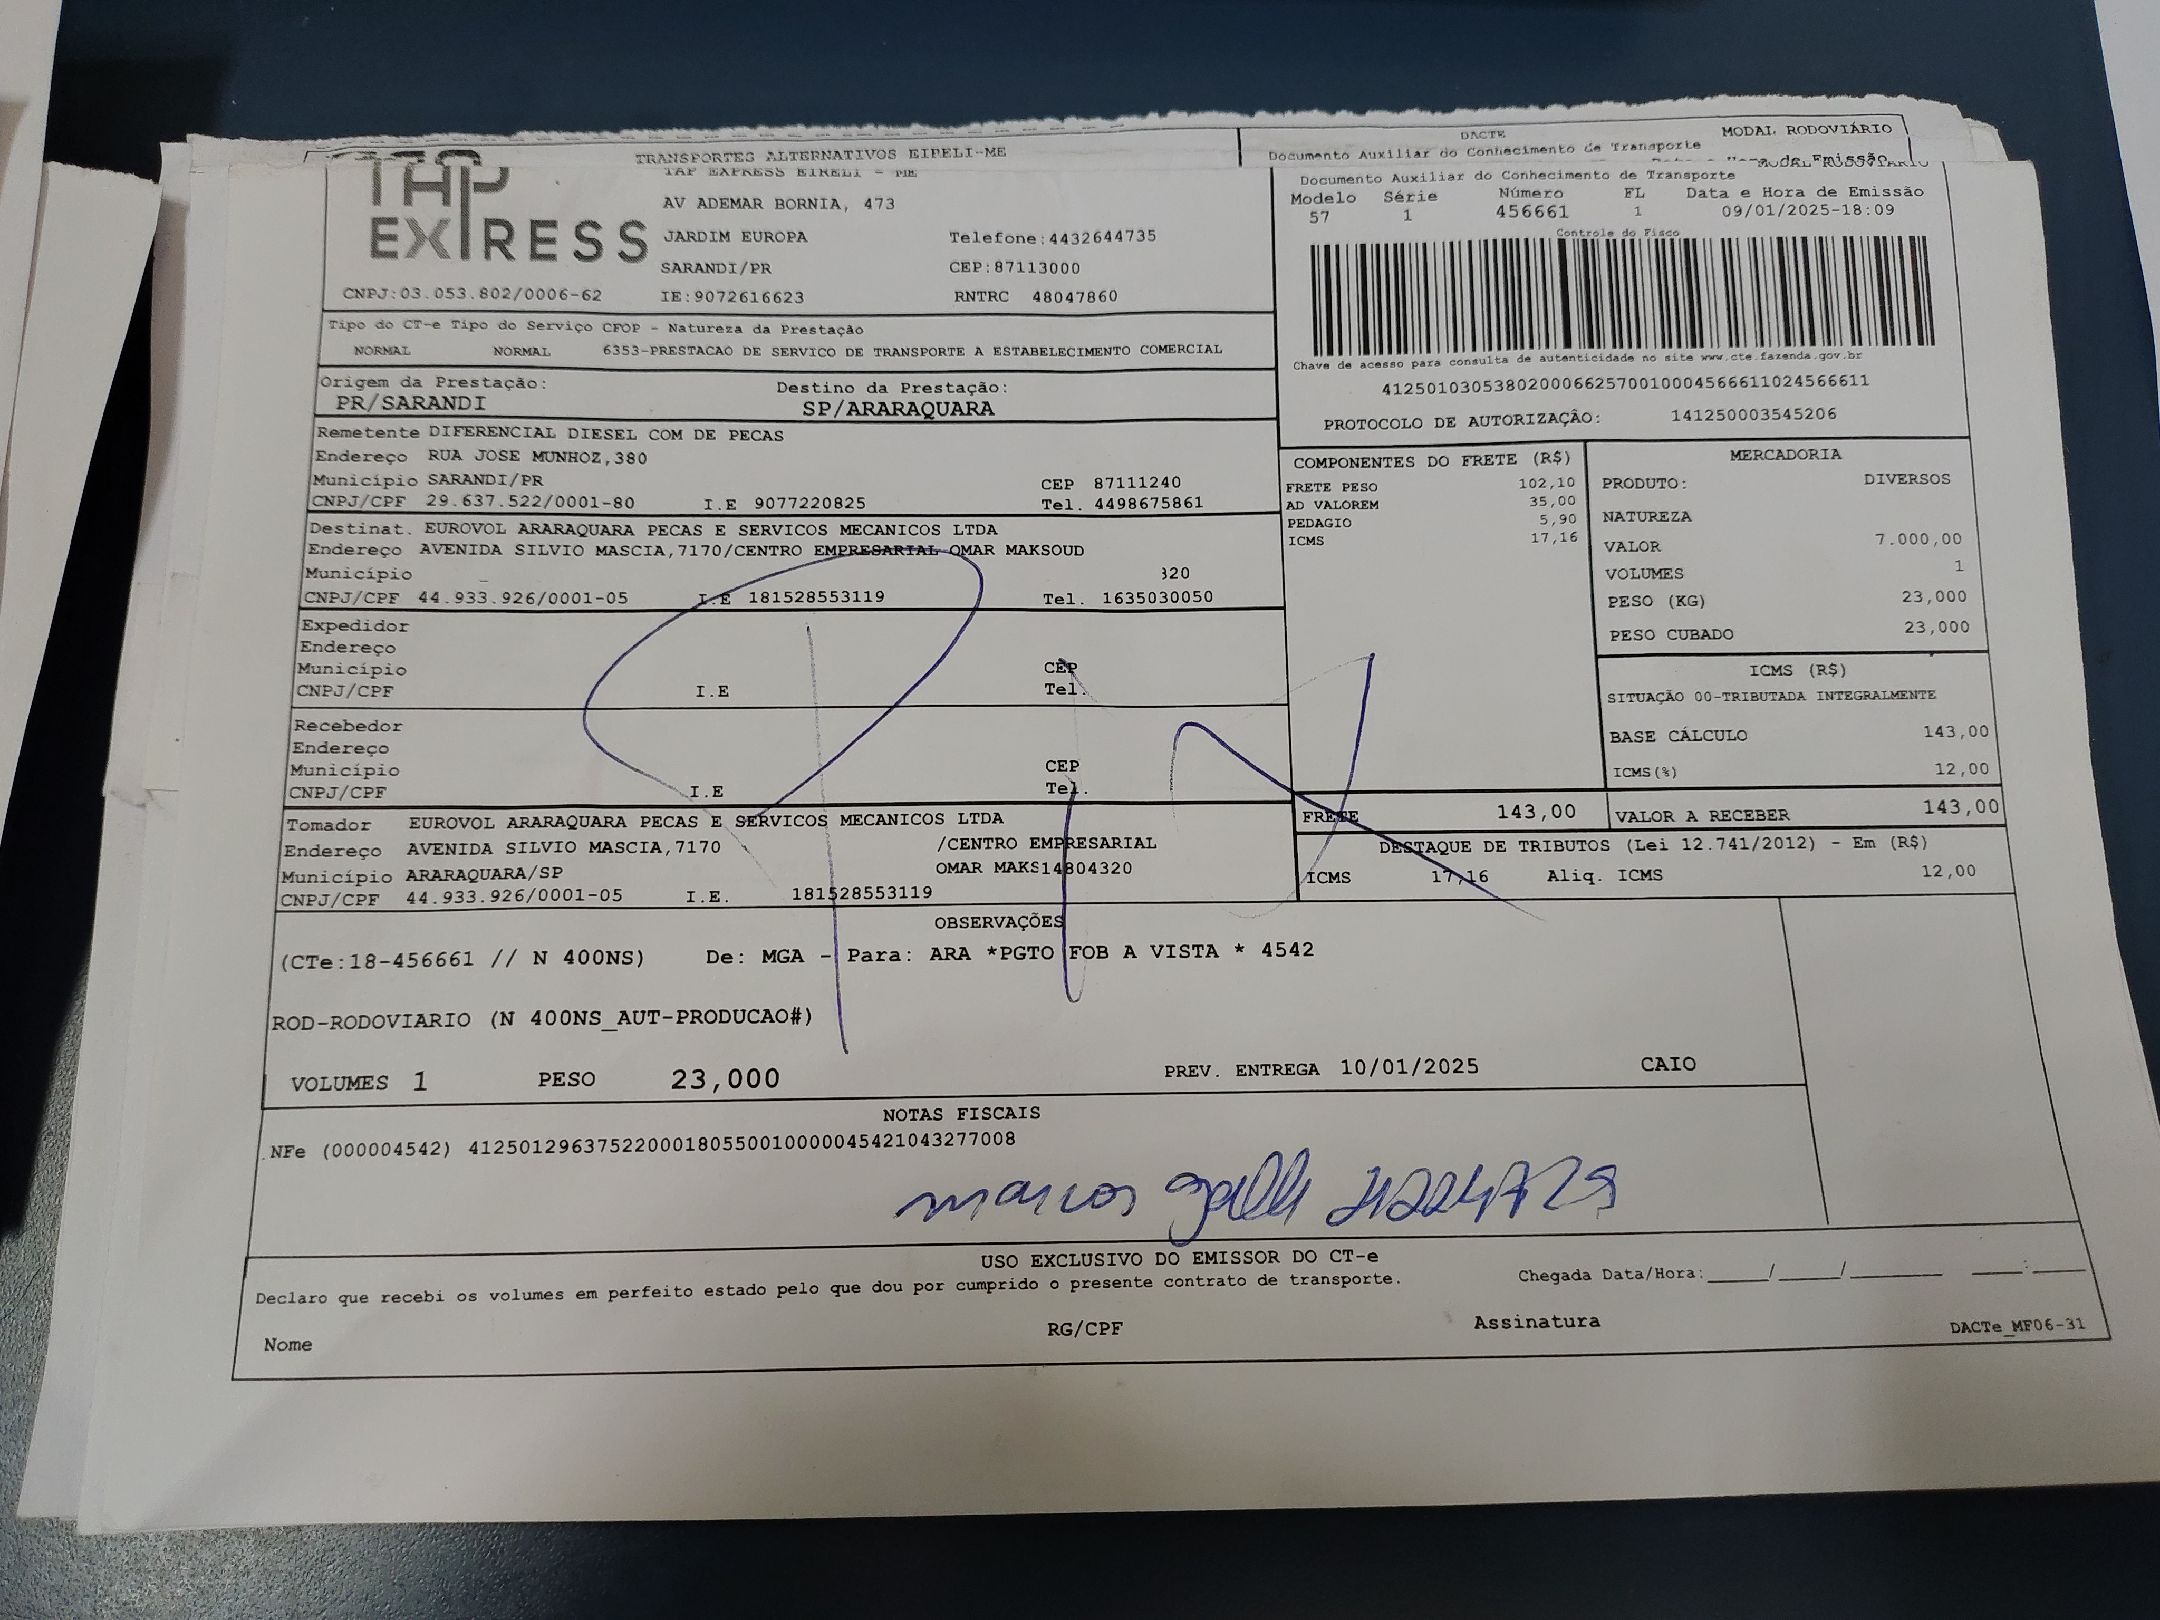 TRANSPORTES ALTERNATIVOS EIRELI-ME
DACTE
MODAL RODOVIÁRIO
Documento Auxiliar do Conhecimento de Transporte
TAP EXPRESS
TAP EXPRESS EIRELI - ME
Documento Auxiliar do Conhecimento de Transporte
AV ADEMAR BORNIA, 473
Modelo Série Número FL Data e Hora de Emissão
57 1 456661 1 09/01/2025-18:09
JARDIM EUROPA Telefone:4432644735
Controle do Fisco
SARANDI/PR CEP:87113000
CNPJ:03.053.802/0006-62 IE:9072616623 RNTRC 48047860
Tipo do CT-e Tipo do Serviço CFOP - Natureza da Prestação
NORMAL NORMAL 6353-PRESTACAO DE SERVICO DE TRANSPORTE A ESTABELECIMENTO COMERCIAL
Chave de acesso para consulta de autenticidade no site www.cte.fazenda.gov.br
41250103053802000662570010004566611024566611
Origem da Prestação: Destino da Prestação:
PR/SARANDI SP/ARARAQUARA
PROTOCOLO DE AUTORIZAÇÂO: 141250003545206
Remetente DIFERENCIAL DIESEL COM DE PECAS
Endereço RUA JOSE MUNHOZ,380
Município SARANDI/PR CEP 87111240
CNPJ/CPF 29.637.522/0001-80 I.E 9077220825 Tel. 4498675861
Destinat. EUROVOL ARARAQUARA PECAS E SERVICOS MECANICOS LTDA
Endereço AVENIDA SILVIO MASCIA,7170/CENTRO EMPRESARIAL OMAR MAKSOUD
Município 320
CNPJ/CPF 44.933.926/0001-05 I.E 181528553119 Tel. 1635030050
Expedidor
Endereço
Município CEP
CNPJ/CPF I.E Tel.
Recebedor
Endereço
Município CEP
CNPJ/CPF I.E Tel.
Tomador EUROVOL ARARAQUARA PECAS E SERVICOS MECANICOS LTDA
Endereço AVENIDA SILVIO MASCIA,7170 /CENTRO EMPRESARIAL
Município ARARAQUARA/SP OMAR MAKS14804320
CNPJ/CPF 44.933.926/0001-05 I.E. 181528553119
COMPONENTES DO FRETE (R$)
FRETE PESO 102,10
AD VALOREM 35,00
PEDAGIO 5,90
ICMS 17,16
MERCADORIA
PRODUTO: DIVERSOS
NATUREZA
VALOR 7.000,00
VOLUMES 1
PESO (KG) 23,000
PESO CUBADO 23,000
ICMS (R$)
SITUAÇÃO 00-TRIBUTADA INTEGRALMENTE
BASE CÁLCULO 143,00
ICMS(%) 12,00
FRETE 143,00 VALOR A RECEBER 143,00
DESTAQUE DE TRIBUTOS (Lei 12.741/2012) - Em (R$)
ICMS 17,16 Aliq. ICMS 12,00
OBSERVAÇÕES
(CTe:18-456661 // N 400NS) De: MGA - Para: ARA *PGTO FOB A VISTA * 4542
ROD-RODOVIARIO (N 400NS_AUT-PRODUCAO#)
VOLUMES 1 PESO 23,000 PREV. ENTREGA 10/01/2025 CAIO
NOTAS FISCAIS
NFe (000004542) 41250129637522000180550010000045421043277008
marcos
USO EXCLUSIVO DO EMISSOR DO CT-e
Declaro que recebi os volumes em perfeito estado pelo que dou por cumprido o presente contrato de transporte. Chegada Data/Hora:_____/_____/________ ____:____
Nome RG/CPF Assinatura DACTe_MF06-31